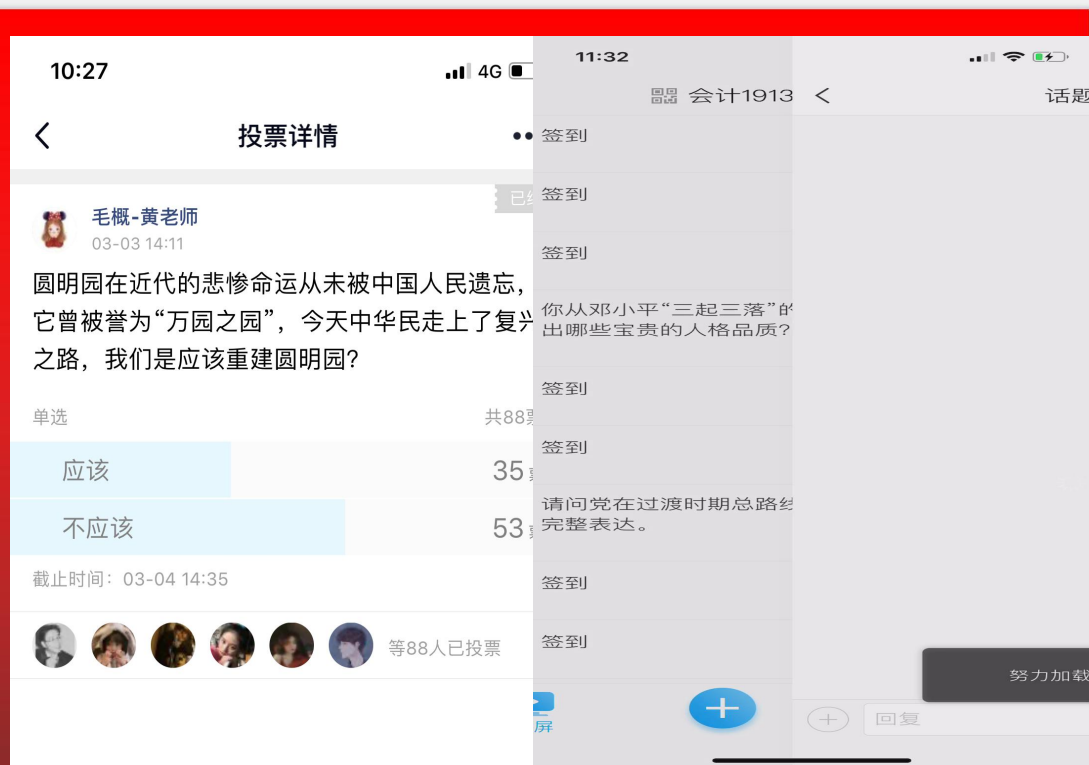 10:27
4G
投票详情
已
毛概-黄老师
03-03 14:11
圆明园在近代的悲惨命运从未被中国人民遗忘，
它曾被誉为“万园之园”，今天中华民走上了复兴
之路，我们是应该重建圆明园？
单选
共88票
应该
35
不应该
53
截止时间：03-04 14:35
等88人已投票
11:32
会计1913
签到
签到
签到
你从邓小平“三起三落”的
出哪些宝贵的人格品质？
签到
签到
请问党在过渡时期总路线
完整表达。
签到
签到
屏
话题
努力加载
回复